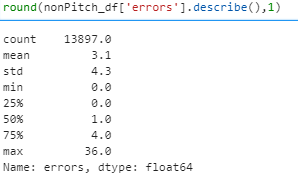 round(nonPitch_df['errors'].describe(),1)
count 13897.0
mean 3.1
std 4.3
min 0.0
25% 0.0
50% 1.0
75% 4.0
max 36.0
Name: errors, dtype: float64